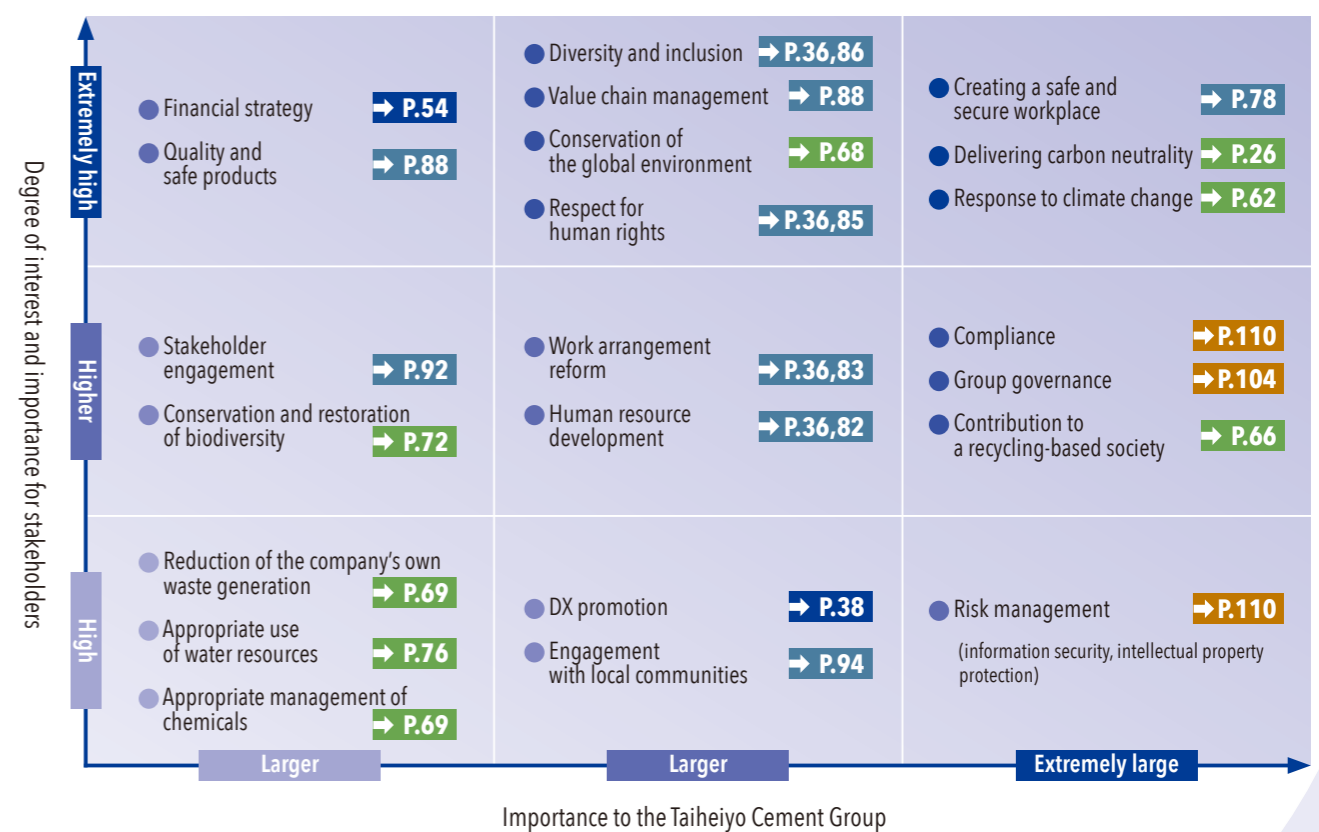 Degree of interest and importance for stakeholders
Extremely high
Financial strategy
P.54
Quality and
safe products
P.88
Diversity and inclusion
P.36,86
Value chain management
P.88
Conservation of
the global environment
P.68
Respect for
human rights
P.36,85
Creating a safe and
secure workplace
P.78
Delivering carbon neutrality
P.26
Response to climate change
P.62
Higher
Stakeholder
engagement
P.92
Conservation and restoration
of biodiversity
P.72
Work arrangement
reform
P.36,83
Human resource
development
P.36,82
Compliance
P.110
Group governance
P.104
Contribution to
a recycling-based society
P.66
High
Reduction of the company's own
waste generation
P.69
Appropriate use
of water resources
P.76
Appropriate management of
chemicals
P.69
DX promotion
P.38
Engagement
with local communities
P.94
Risk management
P.110
(information security, intellectual property
protection)
Larger
Larger
Extremely large
Importance to the Taiheiyo Cement Group